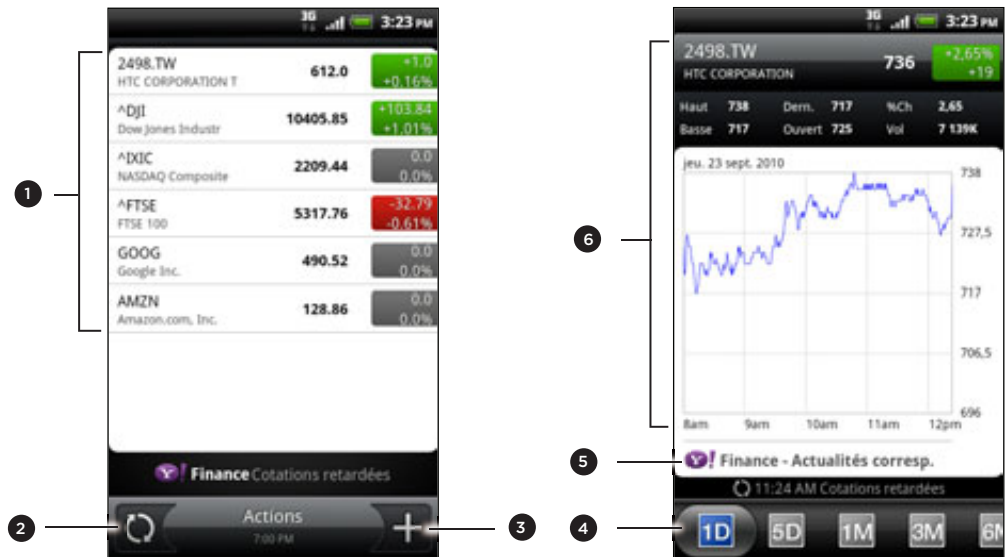 3G 3:23 PM
2498.TW 612.0 +1.0
HTC CORPORATION T +0.16%
^DJI 10405.85 +103.84
Dow Jones Industr +1.01%
^IXIC 2209.44 0.0
NASDAQ Composite 0.0%
^FTSE 5317.76 -32.79
FTSE 100 -0.61%
GOOG 490.52 0.0
Google Inc. 0.0%
AMZN 128.86 0.0
Amazon.com, Inc. 0.0%
Y! Finance Cotations retardées
Actions
7:00 PM
1
2
3
3G 3:23 PM
2498.TW 736 +2,65%
HTC CORPORATION +19
Haut 738 Dern. 717 %Ch 2,65
Basse 717 Ouvert 725 Vol 7 139K
jeu. 23 sept. 2010
738
727,5
717
706,5
696
8am 9am 10am 11am 12pm
Y! Finance - Actualités corresp.
11:24 AM Cotations retardées
1D 5D 1M 3M 6M
6
5
4